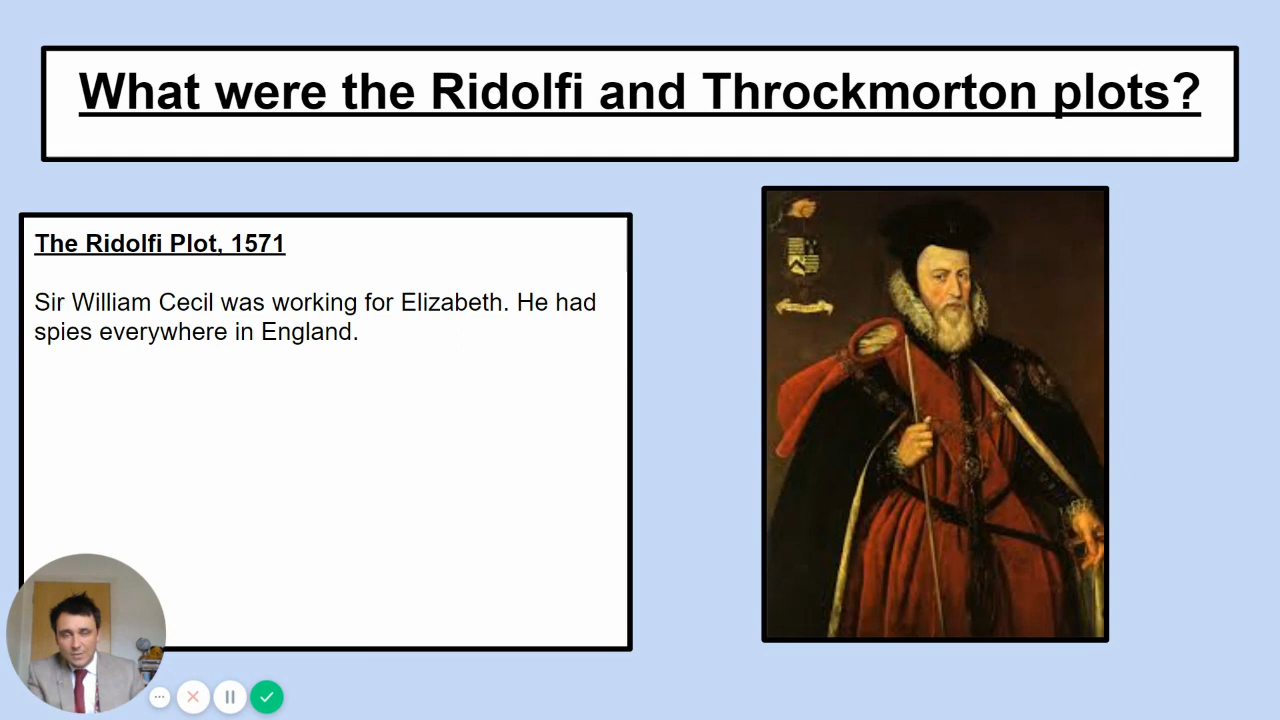 What were the Ridolfi and Throckmorton plots?
The Ridolfi Plot, 1571
Sir William Cecil was working for Elizabeth. He had
spies everywhere in England.